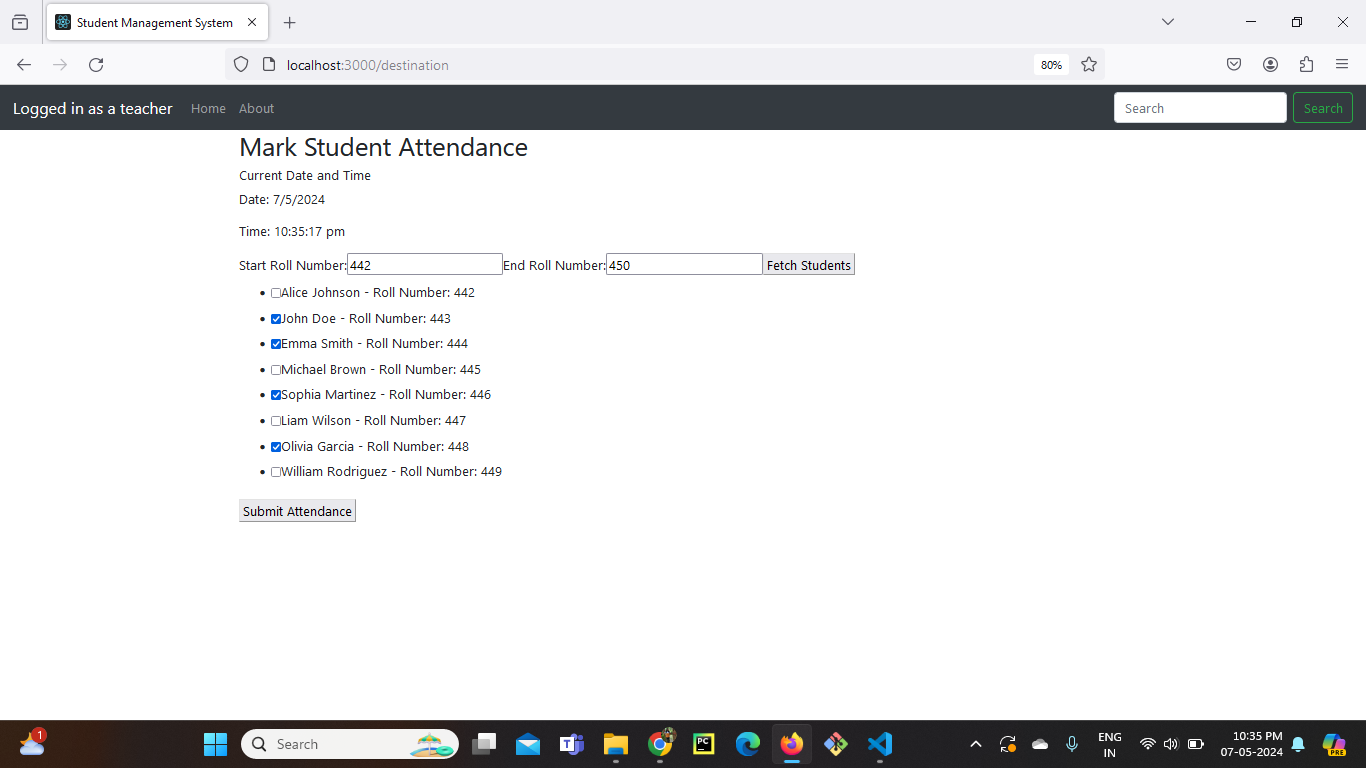 Student Management System
localhost:3000/destination
80%
Logged in as a teacher Home About Search Search
Mark Student Attendance
Current Date and Time
Date: 7/5/2024
Time: 10:35:17 pm
Start Roll Number: 442 End Roll Number: 450 Fetch Students
Alice Johnson - Roll Number: 442
John Doe - Roll Number: 443
Emma Smith - Roll Number: 444
Michael Brown - Roll Number: 445
Sophia Martinez - Roll Number: 446
Liam Wilson - Roll Number: 447
Olivia Garcia - Roll Number: 448
William Rodriguez - Roll Number: 449
Submit Attendance
1
Search
PC
ENG
IN
10:35 PM
07-05-2024
PRE